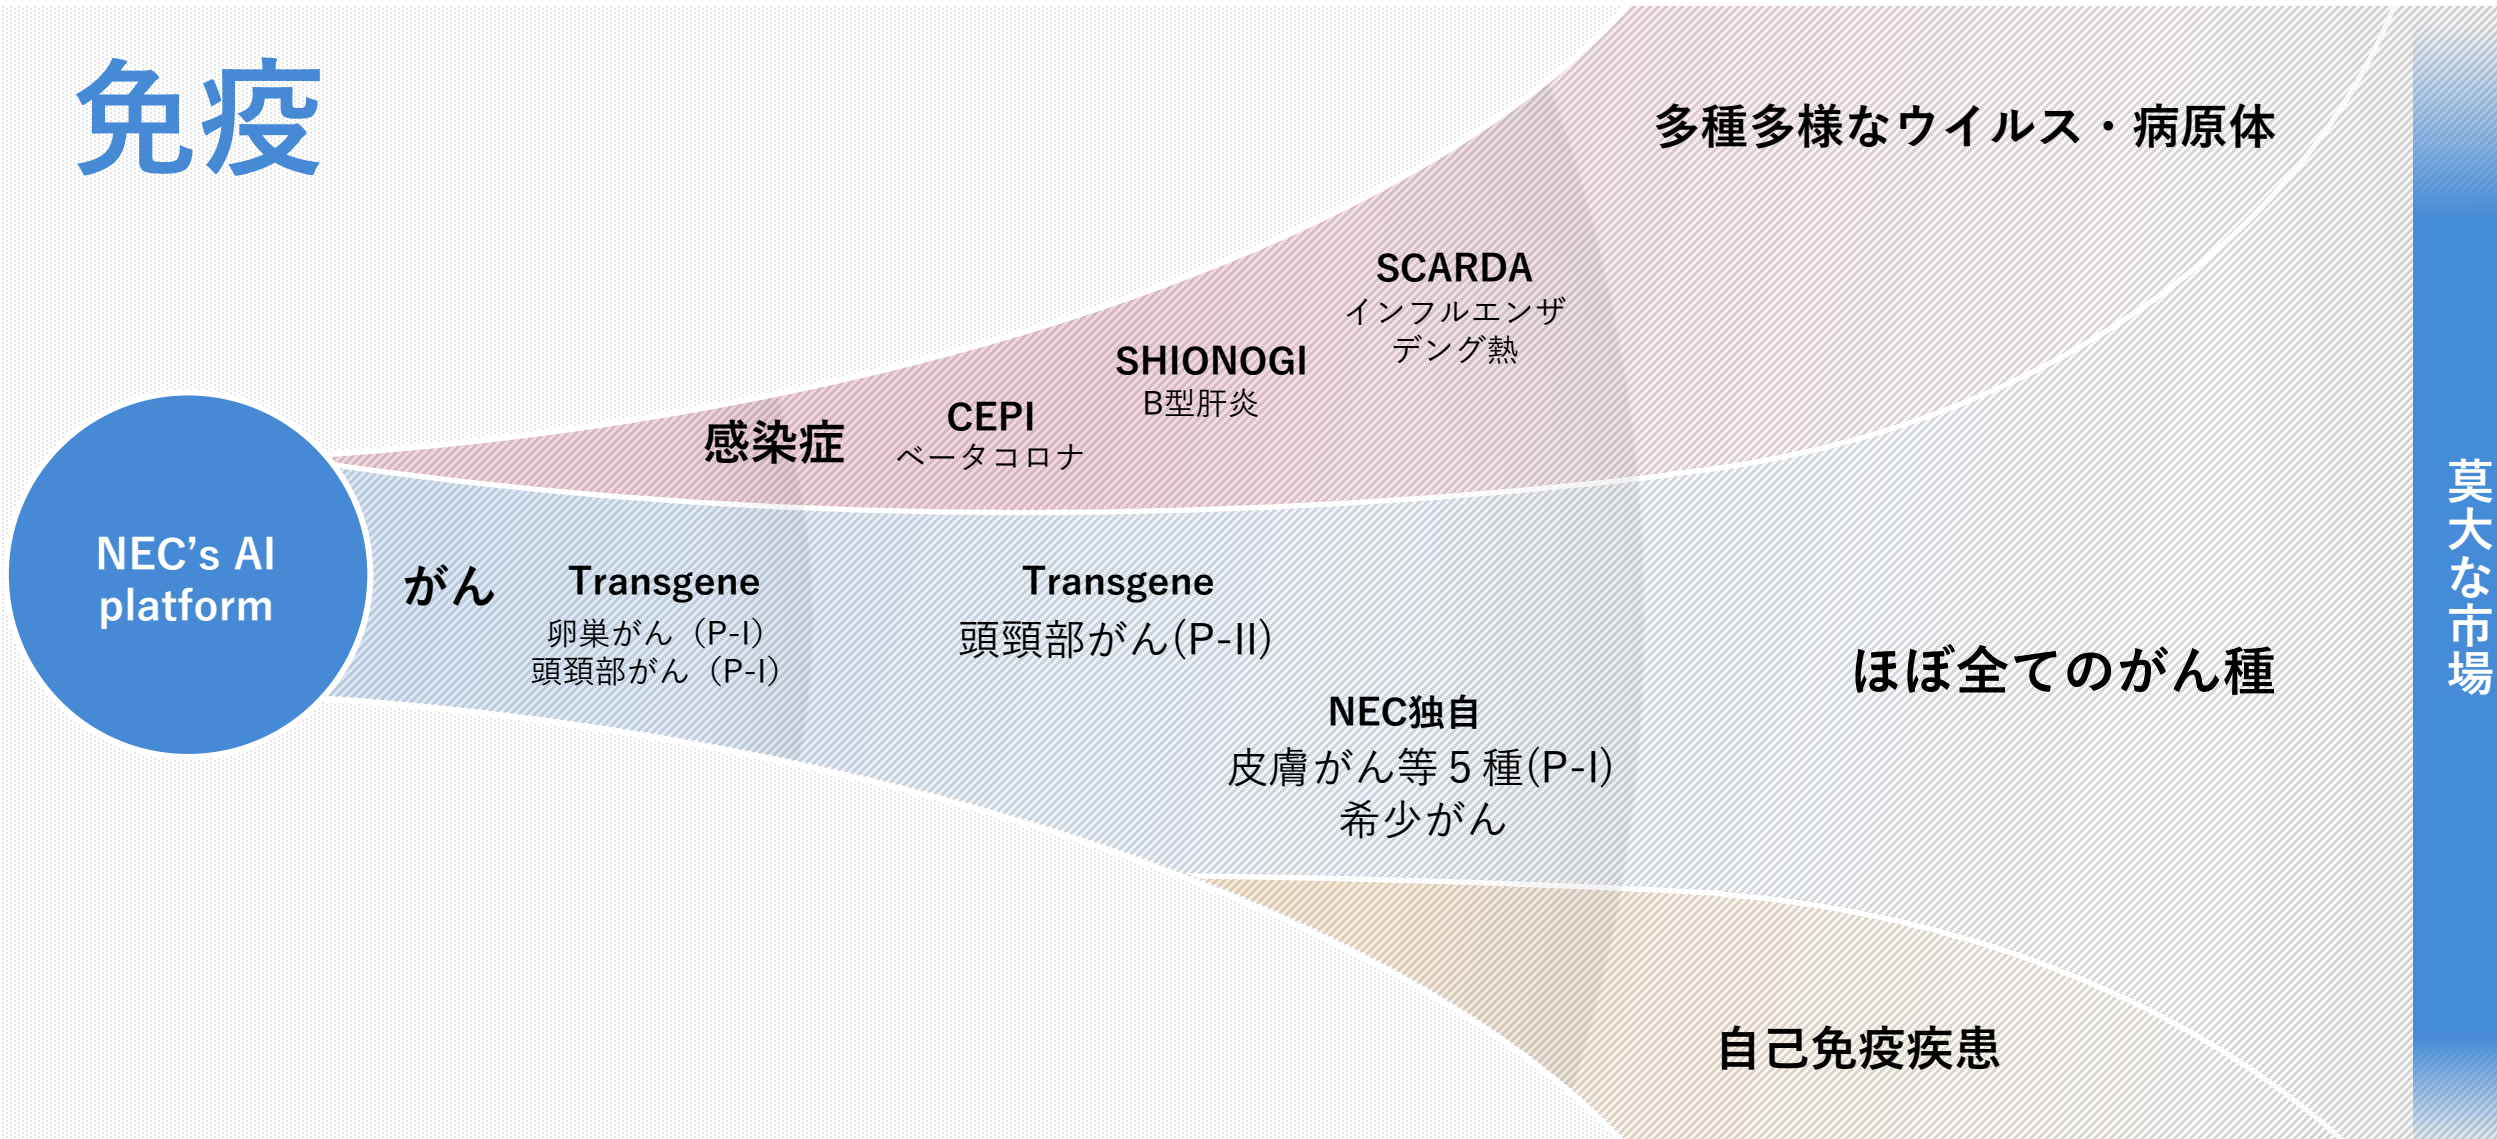 免疫
多種多様なウイルス・病原体
SCARDA
インフルエンザ
デング熱
SHIONOGI
B型肝炎
CEPI
ベータコロナ
感染症
NEC’s AI
platform
がん
Transgene
卵巣がん（P-I）
頭頚部がん（P-I）
Transgene
頭頸部がん(P-II)
NEC独自
皮膚がん等５種(P-I)
希少がん
ほぼ全てのがん種
自己免疫疾患
莫大な市場